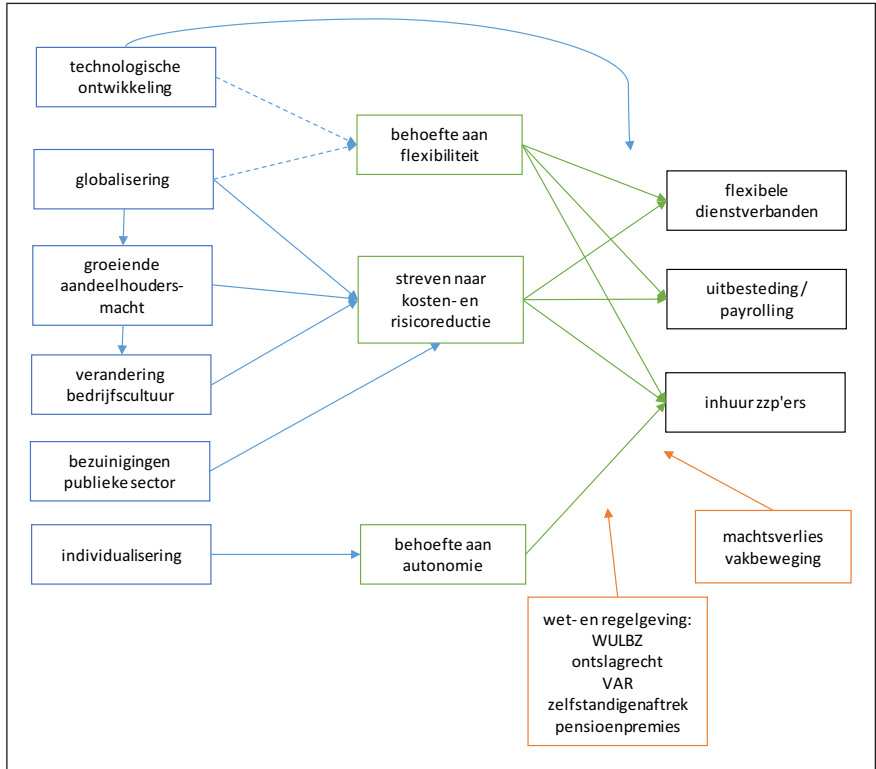 technologische
ontwikkeling
behoefte aan
flexibiliteit
globalisering
flexibele
dienstverbanden
groeiende
aandeelhouders-
macht
streven naar
kosten- en
risicoreductie
uitbesteding /
payrolling
verandering
bedrijfscultuur
inhuur zzp'ers
bezuinigingen
publieke sector
machtsverlies
vakbeweging
individualisering
behoefte aan
autonomie
wet- en regelgeving:
WULBZ
ontslagrecht
VAR
zelfstandigenaftrek
pensioenpremies